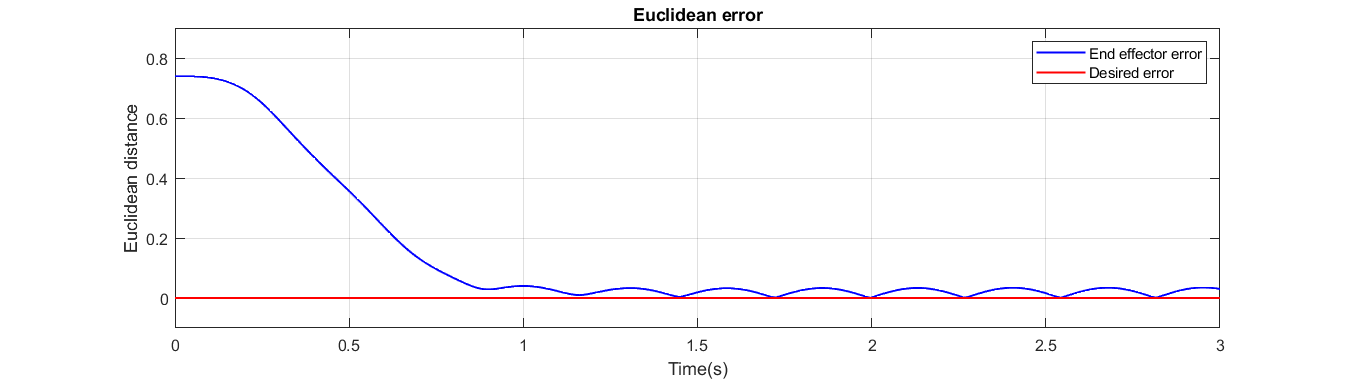 Euclidean error
0.8
0.6
0.4
0.2
0
Euclidean distance
End effector error
Desired error
0 0.5 1 1.5 2 2.5 3
Time(s)